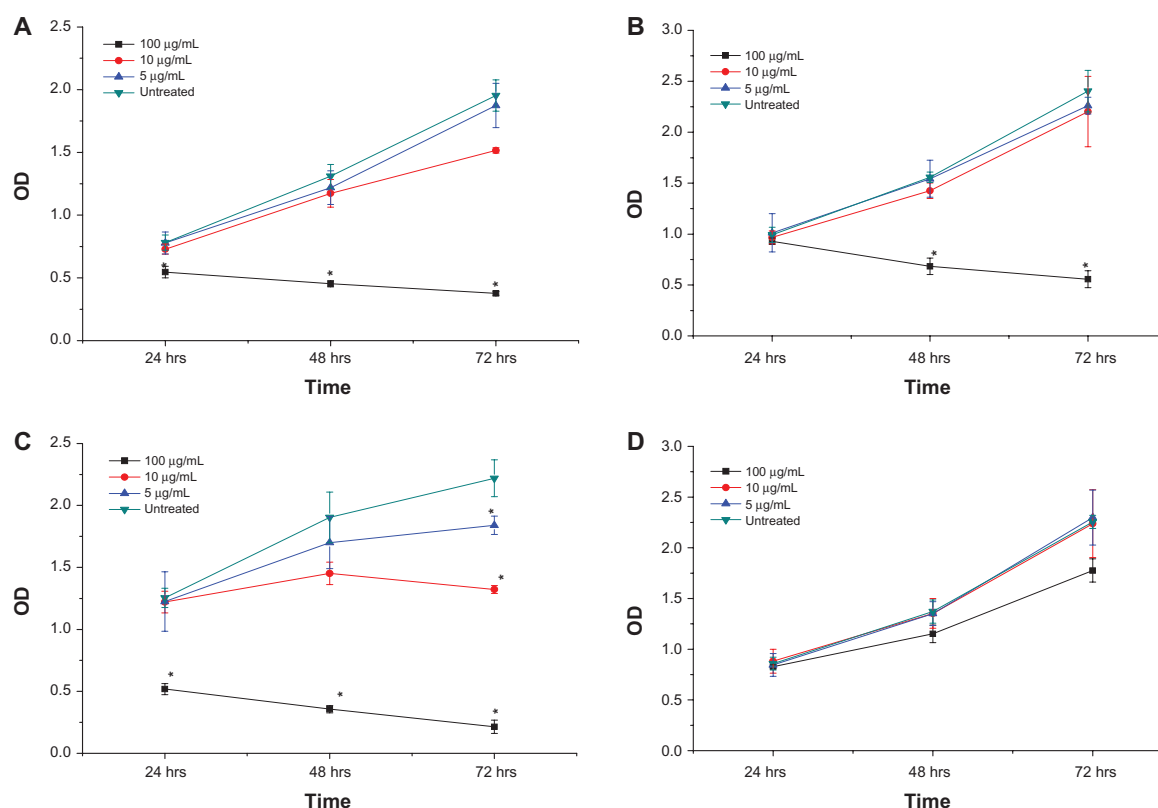 A
2.5
100 µg/mL
10 µg/mL
5 µg/mL
Untreated
2.0
1.5
OD
1.0
*
*
*
0.5
0.0
24 hrs 48 hrs 72 hrs
Time
B
3.0
100 µg/mL
10 µg/mL
5 µg/mL
Untreated
2.5
2.0
1.5
OD
1.0
*
*
0.5
0.0
24 hrs 48 hrs 72 hrs
Time
C
2.5
100 µg/mL
10 µg/mL
5 µg/mL
Untreated
2.0
*
1.5
*
OD
1.0
*
*
*
0.5
0.0
24 hrs 48 hrs 72 hrs
Time
D
3.0
100 µg/mL
10 µg/mL
5 µg/mL
Untreated
2.5
2.0
1.5
OD
1.0
0.5
0.0
24 hrs 48 hrs 72 hrs
Time